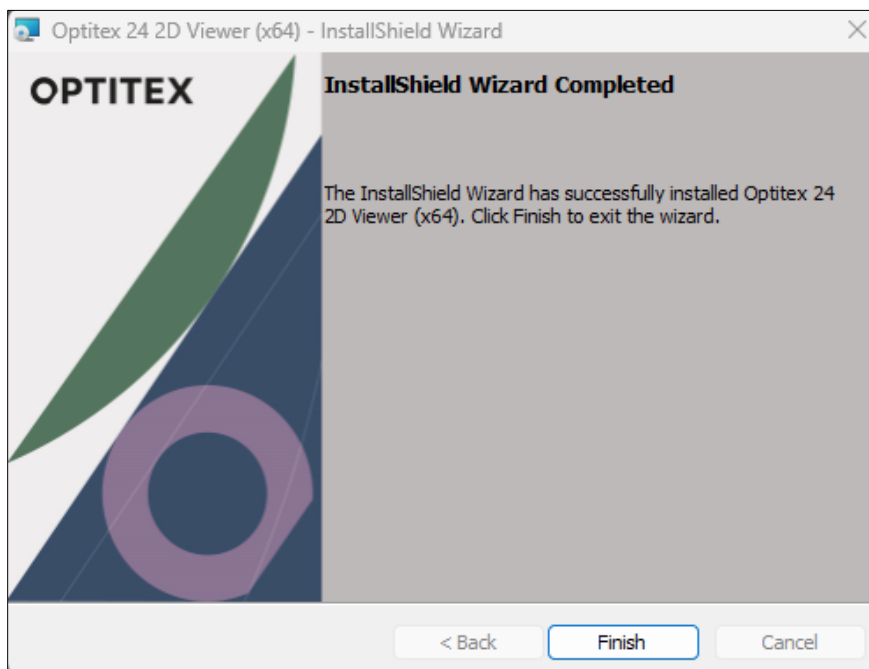 Optitex 24 2D Viewer (x64) - InstallShield Wizard
OPTITEX
InstallShield Wizard Completed
The InstallShield Wizard has successfully installed Optitex 24
2D Viewer (x64). Click Finish to exit the wizard.
< Back
Finish
Cancel